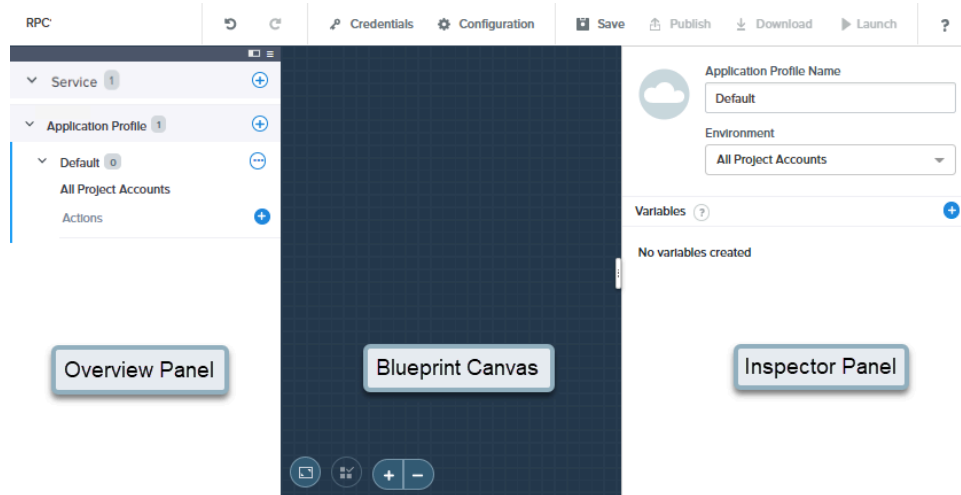 RPC'
Credentials
Configuration
Save
Publish
Download
Launch
?
Service 1
Application Profile 1
Default 0
All Project Accounts
Actions
Application Profile Name
Default
Environment
All Project Accounts
Variables ?
No variables created
Overview Panel
Blueprint Canvas
Inspector Panel